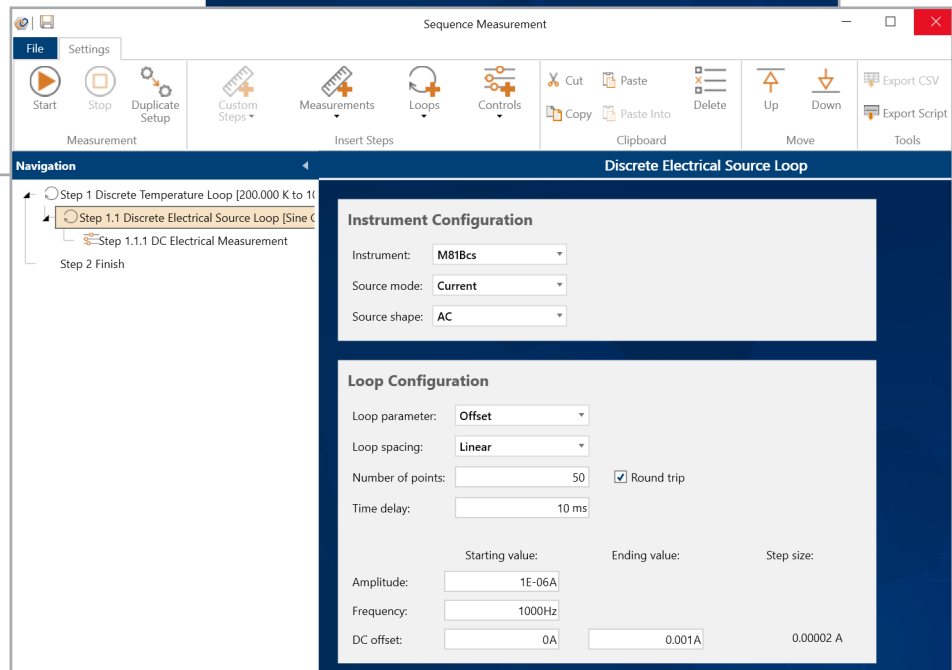 Sequence Measurement
File Settings
Start Stop Duplicate Setup Custom Steps Measurements Loops Controls Cut Paste Copy Paste Into Delete Up Down Export CSV Export Script
Measurement Insert Steps Clipboard Move Tools
Navigation
Discrete Electrical Source Loop
Step 1 Discrete Temperature Loop [200.000 K to 10
Step 1.1 Discrete Electrical Source Loop [Sine
Step 1.1.1 DC Electrical Measurement
Step 2 Finish
Instrument Configuration
Instrument: M81Bcs
Source mode: Current
Source shape: AC
Loop Configuration
Loop parameter: Offset
Loop spacing: Linear
Number of points: 50 Round trip
Time delay: 10 ms
Starting value: Ending value: Step size:
Amplitude: 1E-06A
Frequency: 1000Hz
DC offset: 0A 0.001A 0.00002 A